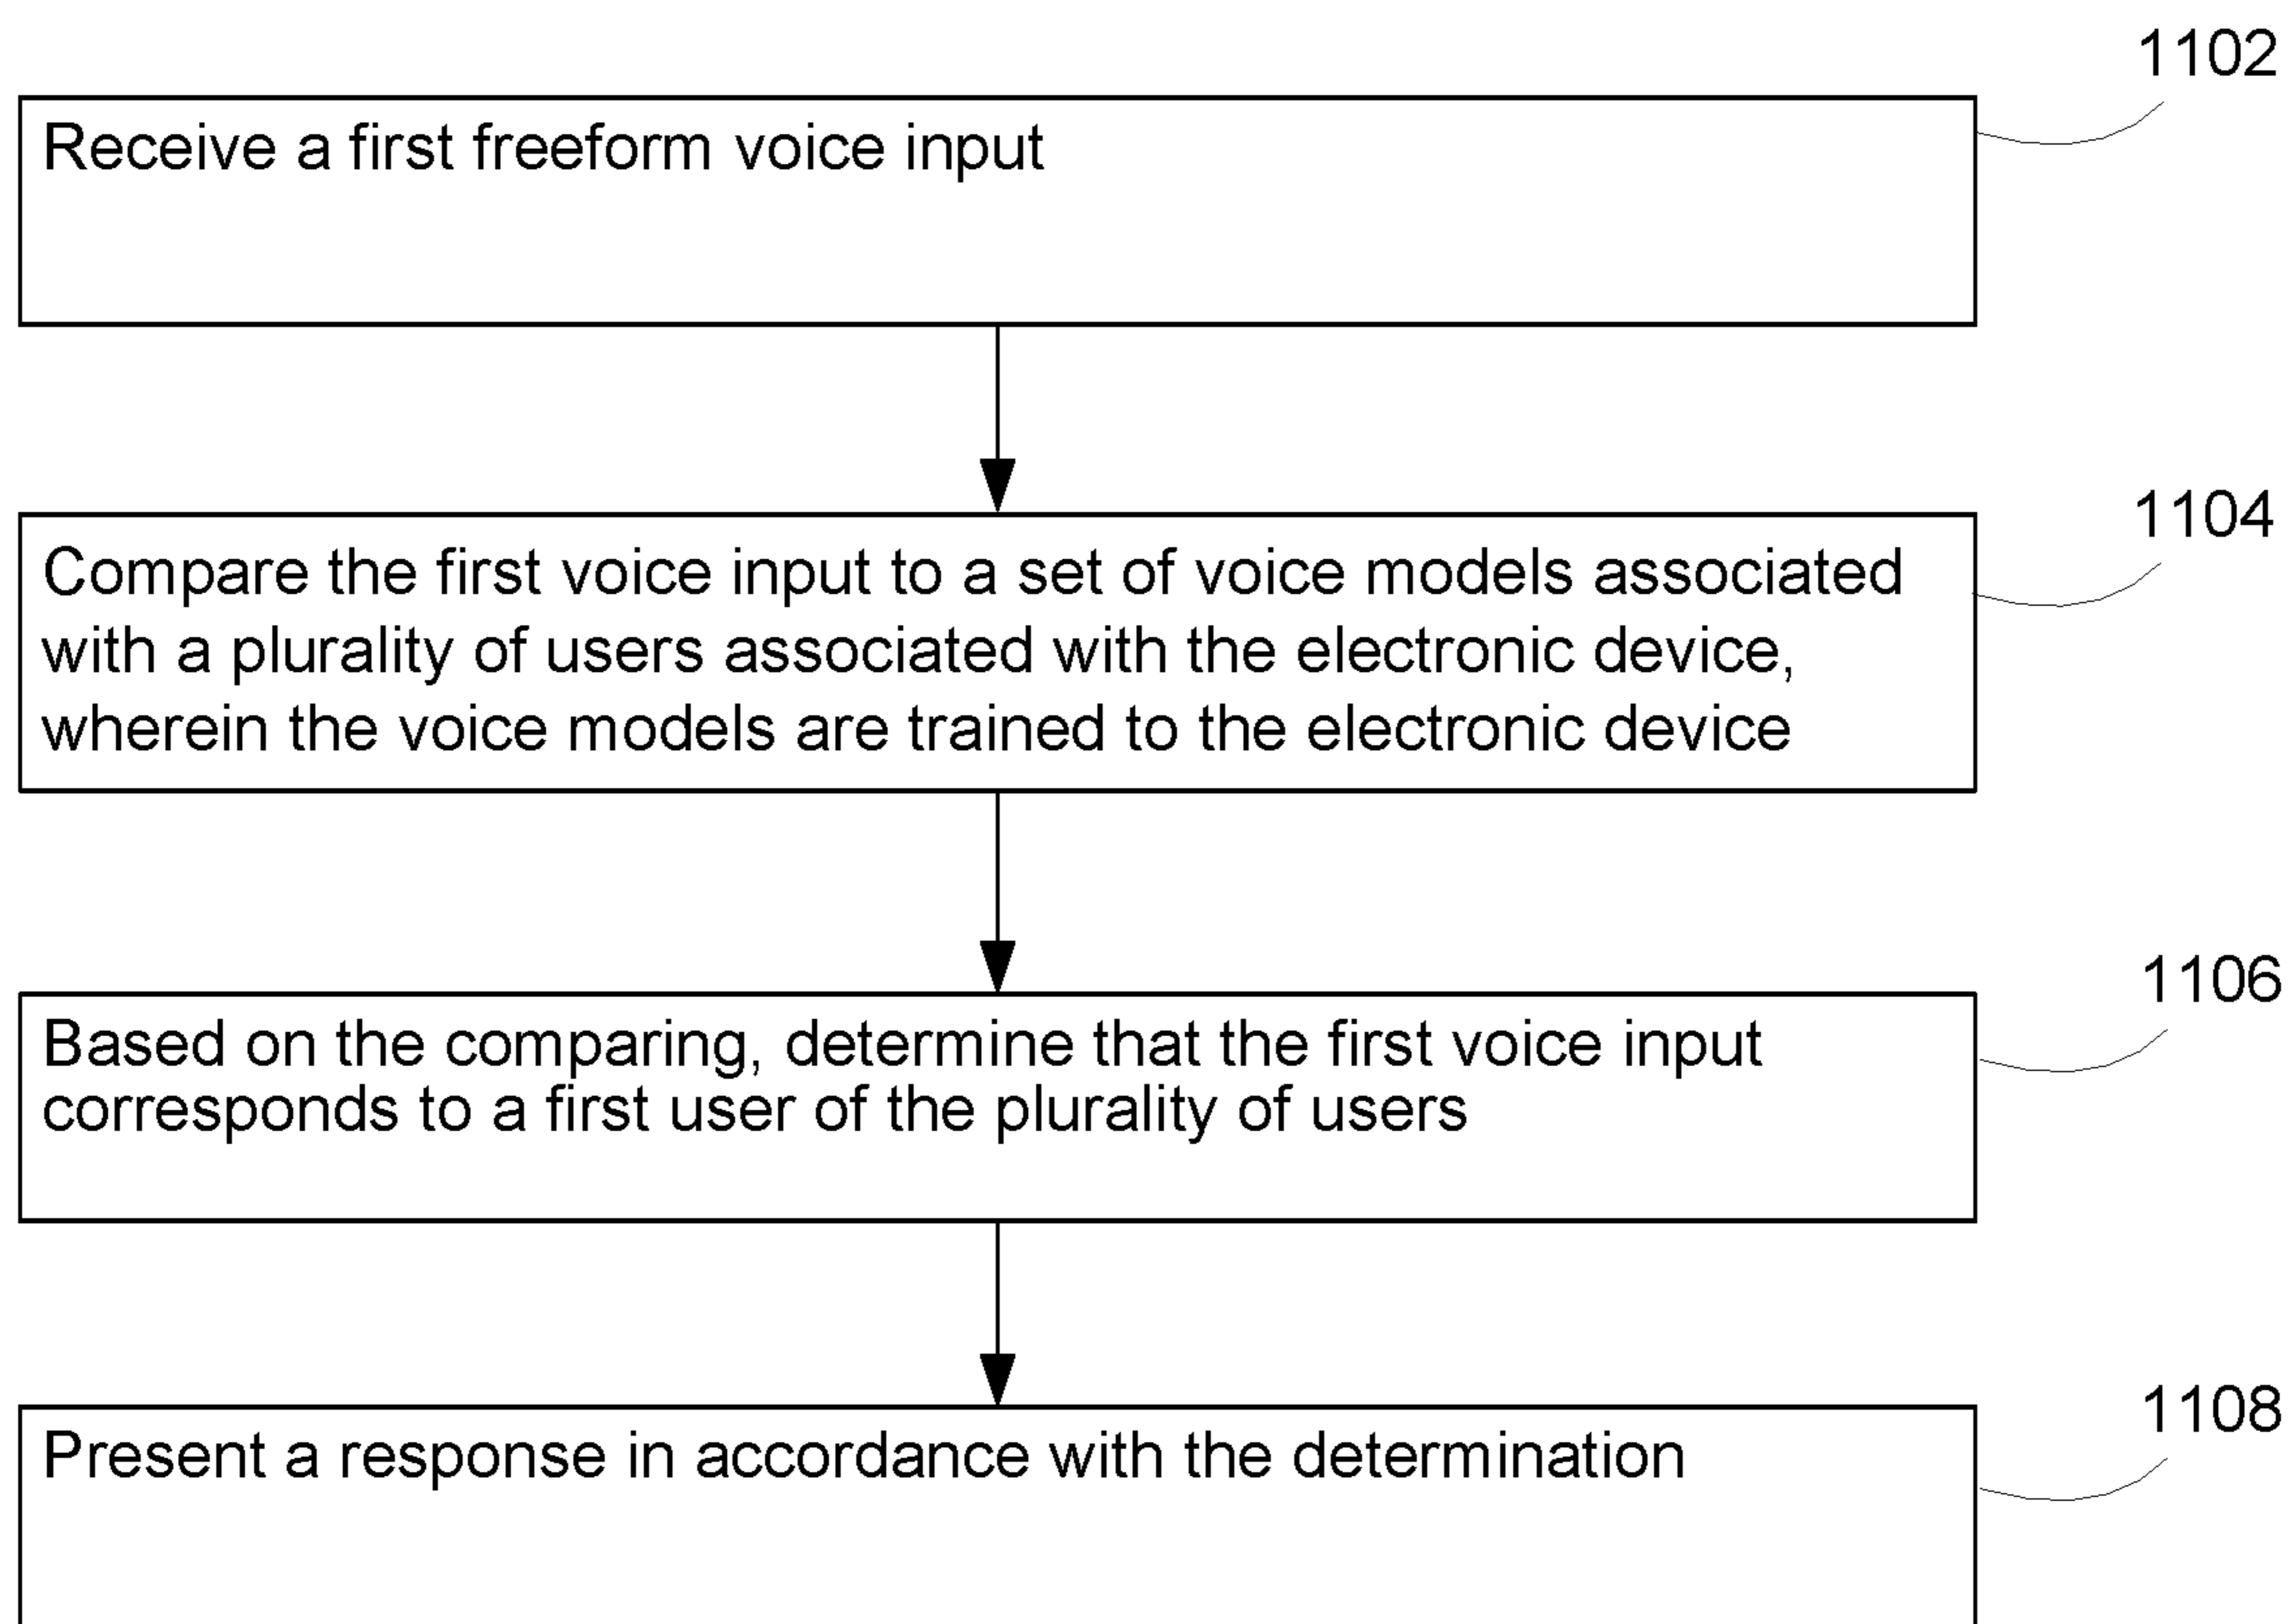 1102
Receive a first freeform voice input
1104
Compare the first voice input to a set of voice models associated
with a plurality of users associated with the electronic device,
wherein the voice models are trained to the electronic device
1106
Based on the comparing, determine that the first voice input
corresponds to a first user of the plurality of users
1108
Present a response in accordance with the determination